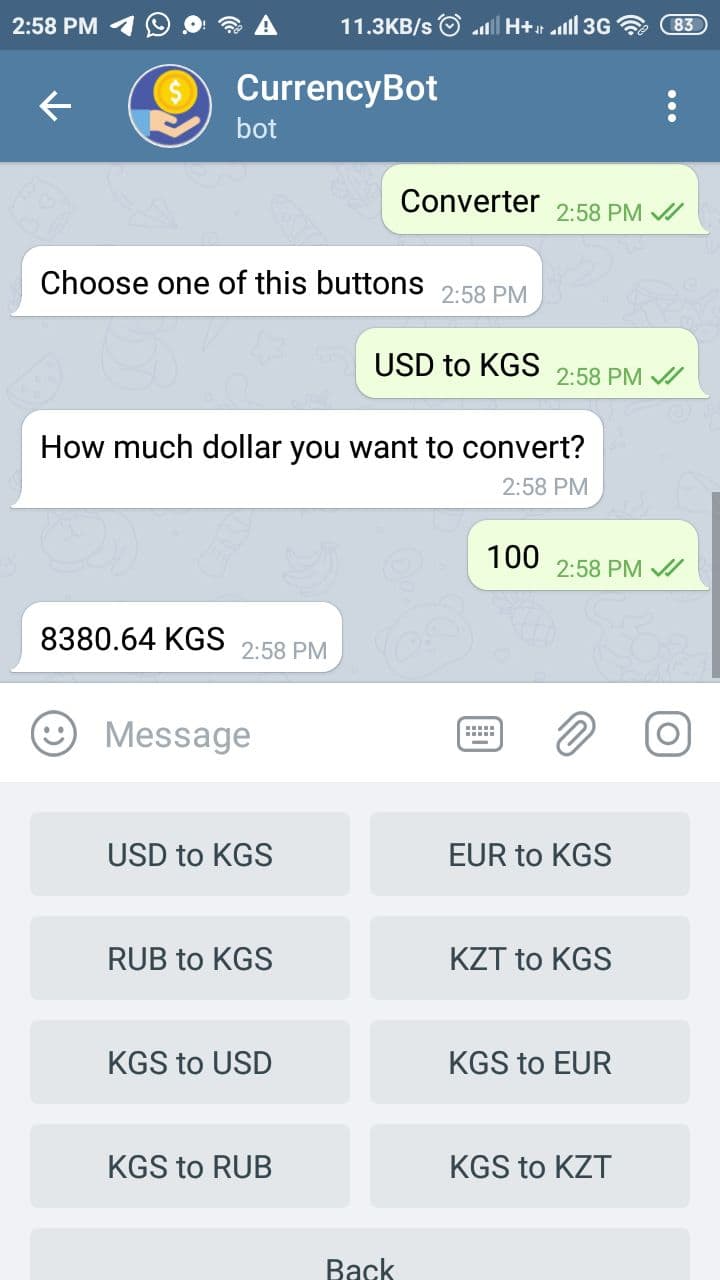 2:58 PM 11.3KB/s H+ 3G 83
CurrencyBot
bot
Converter 2:58 PM
Choose one of this buttons 2:58 PM
USD to KGS 2:58 PM
How much dollar you want to convert?
2:58 PM
100 2:58 PM
8380.64 KGS 2:58 PM
Message
USD to KGS EUR to KGS
RUB to KGS KZT to KGS
KGS to USD KGS to EUR
KGS to RUB KGS to KZT
Back